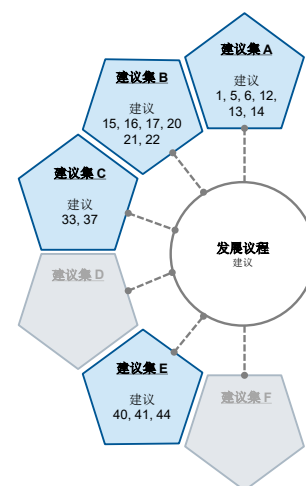 建议集 A
建议
1, 5, 6, 12,
13, 14
建议集 B
建议
15, 16, 17, 20
21, 22
建议集 C
建议
33, 37
发展议程
建议
建议集 D
建议集 E
建议
40, 41, 44
建议集 F